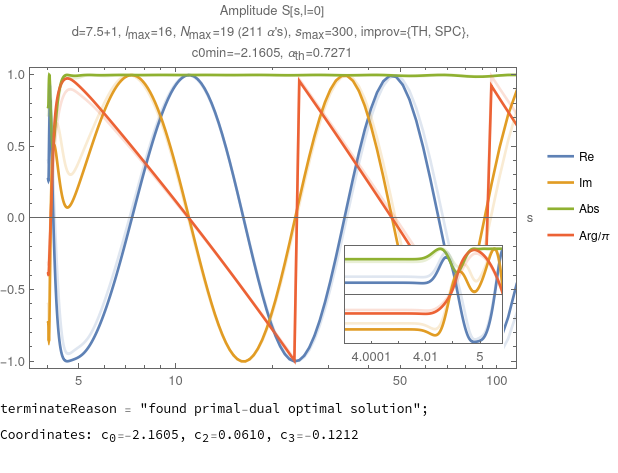 Amplitude S[s,l=0]
d=7.5+1, lmax=16, Nmax=19 (211 α's), smax=300, improv={TH, SPC},
c0min=-2.1605, αth=0.7271
1.0
0.5
0.0
-0.5
-1.0
5 10 50 100
s
Re
Im
Abs
Arg/π
4.0001 4.01 5
terminateReason = "found primal-dual optimal solution";
Coordinates: c0=-2.1605, c2=0.0610, c3=-0.1212